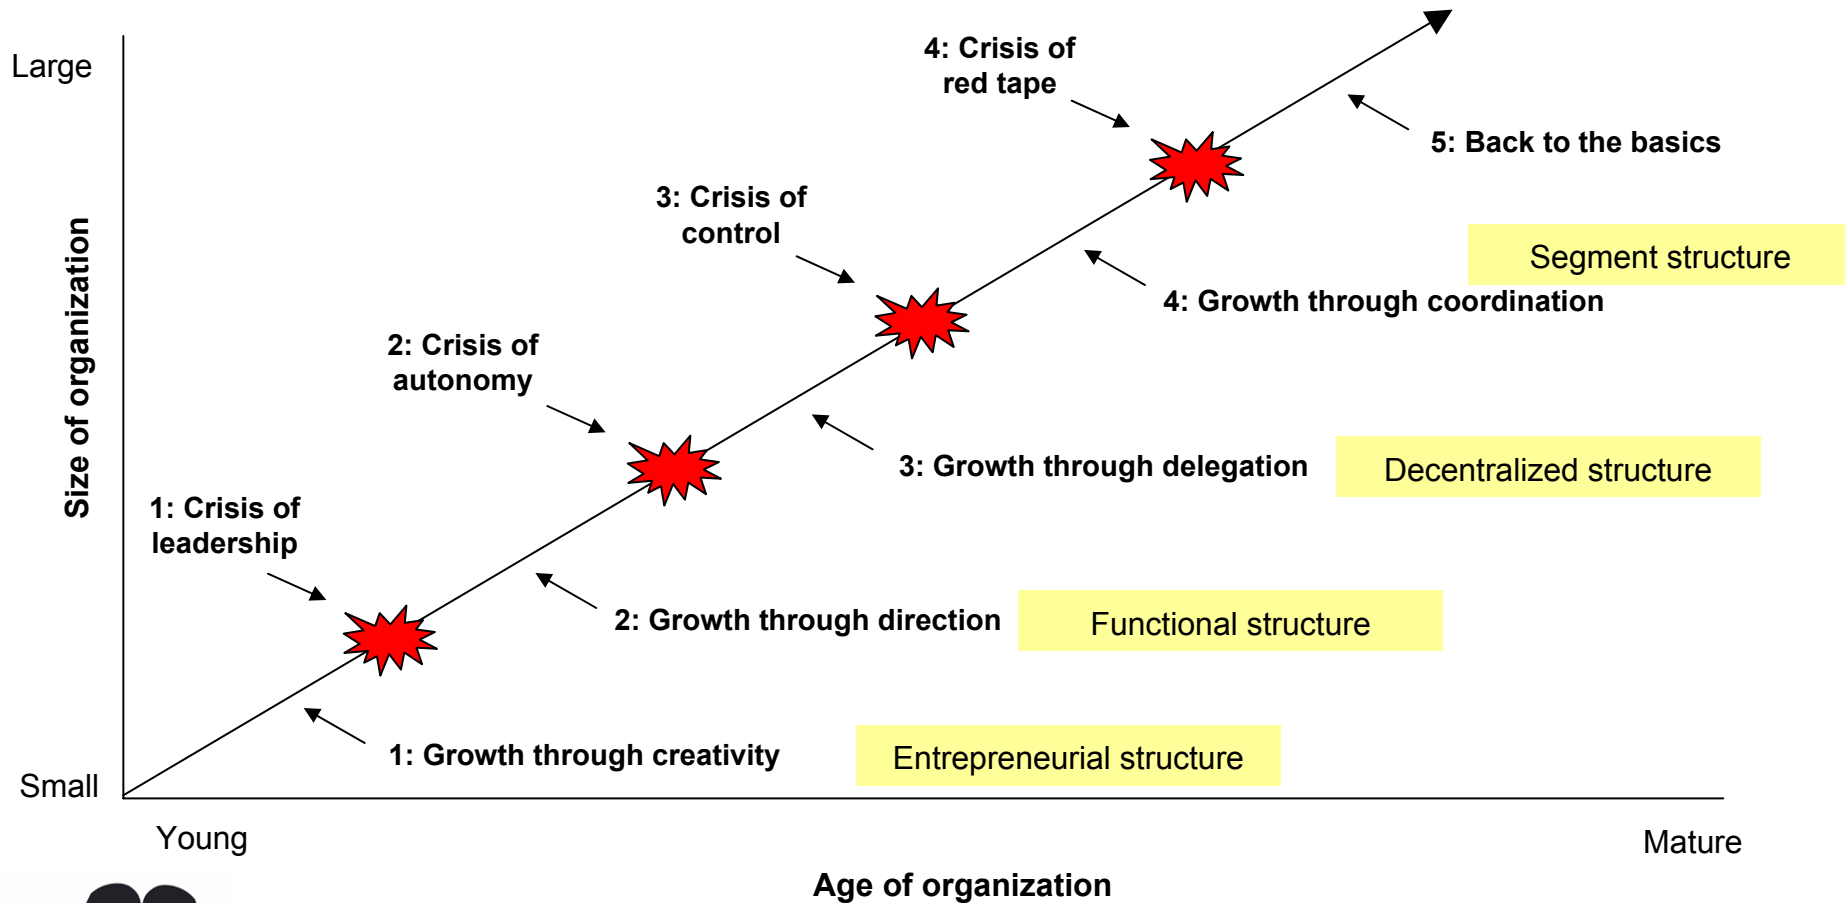 Large
4: Crisis of
red tape
5: Back to the basics
3: Crisis of
control
Segment structure
4: Growth through coordination
Size of organization
2: Crisis of
autonomy
3: Growth through delegation
Decentralized structure
1: Crisis of
leadership
2: Growth through direction
Functional structure
1: Growth through creativity
Entrepreneurial structure
Small
Young
Mature
Age of organization